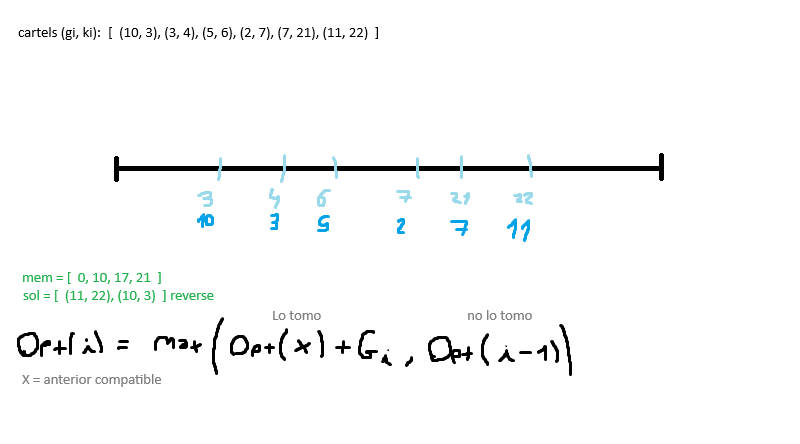 cartels (gi, ki): [ (10, 3), (3, 4), (5, 6), (2, 7), (7, 21), (11, 22) ]
3 4 6 7 21 22
10 3 5 2 7 11
mem = [ 0, 10, 17, 21 ]
sol = [ (11, 22), (10, 3) ] reverse
Lo tomo no lo tomo
Opt(i) = max(Opt(x) + Gi, Opt(i-1))
X = anterior compatible